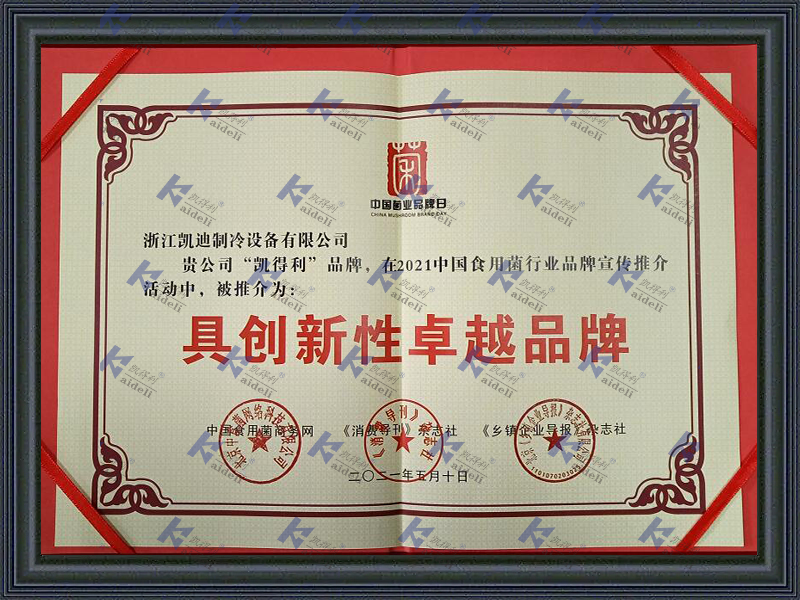 中国菌业品牌日
CHINA MUSHROOM BRAND DAY
浙江凯迪制冷设备有限公司
贵公司“凯得利”品牌，在2021中国食用菌行业品牌宣传推介
活动中，被推介为：
具创新性卓越品牌
中国食用菌商务网 《消费导刊》杂志社 《乡镇企业导报》杂志社
二〇二一年五月十日
凯得利®
Kaideli